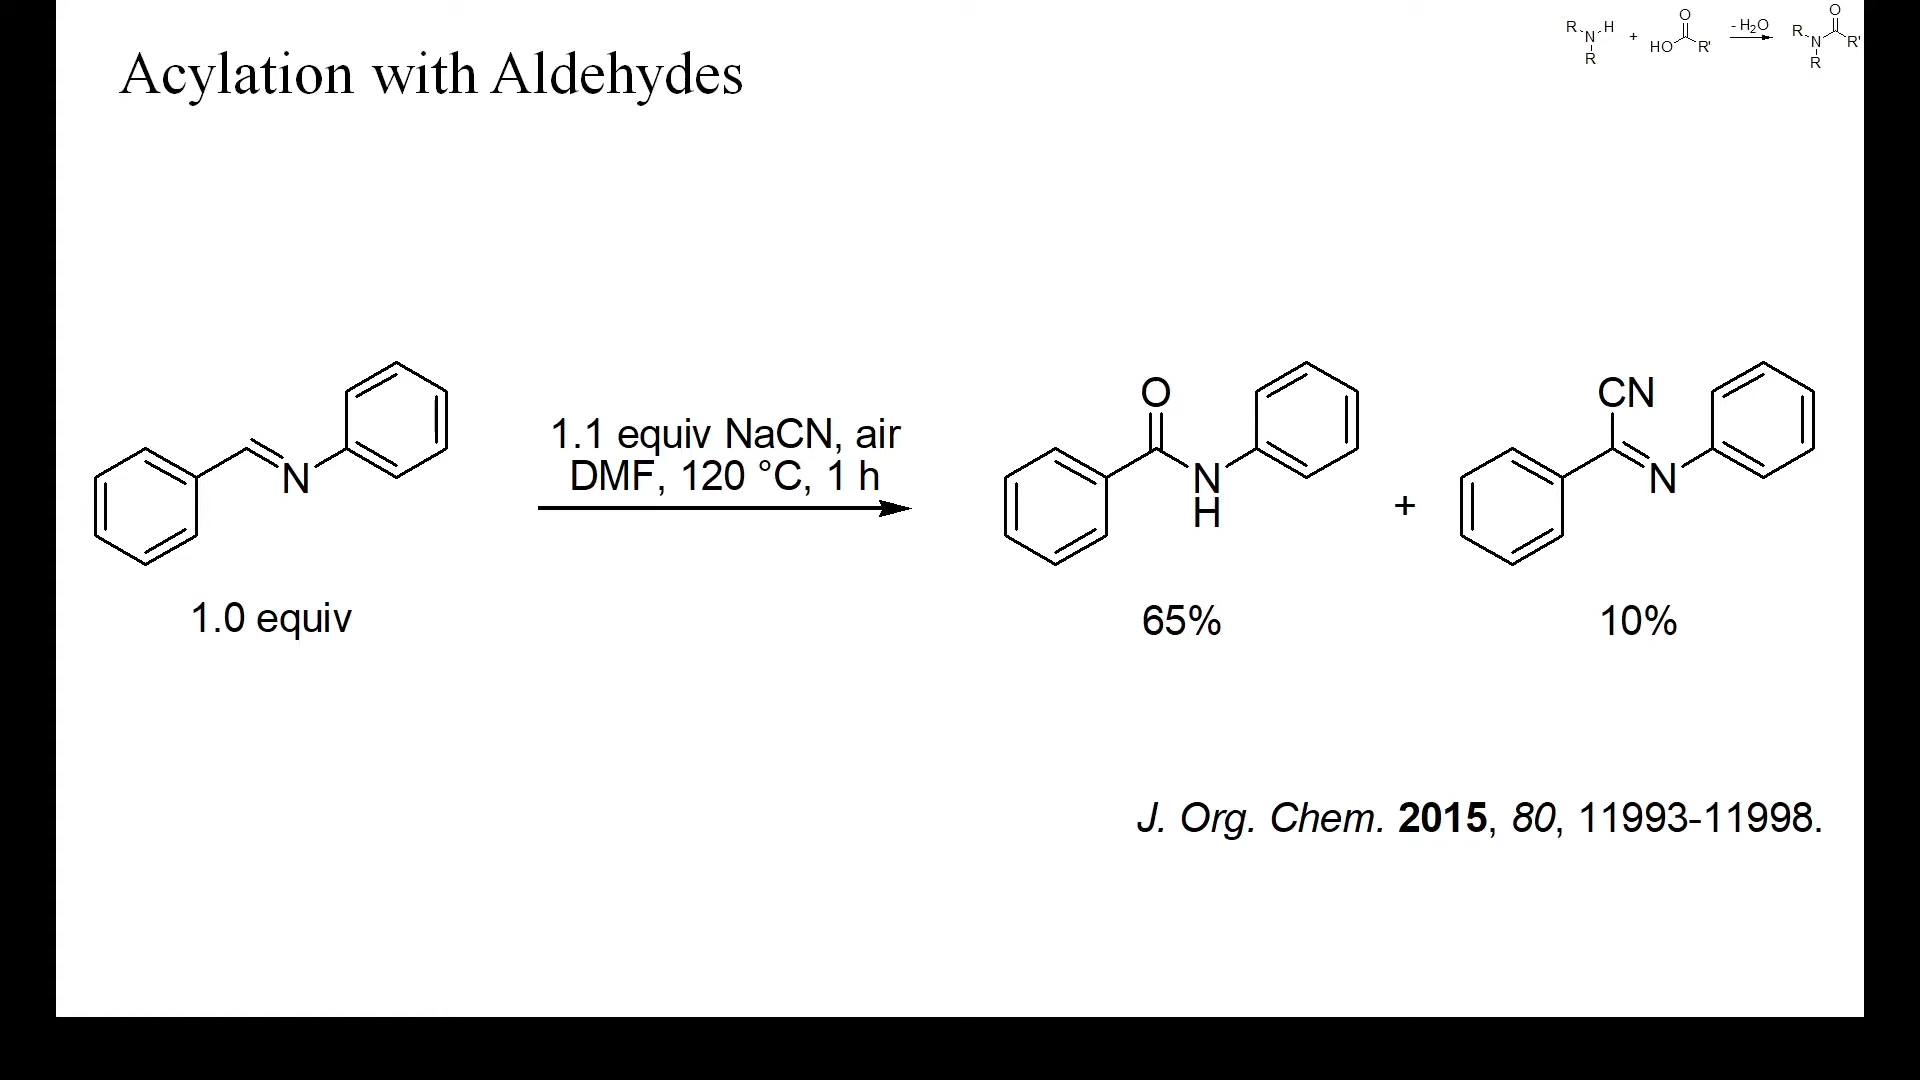 Acylation with Aldehydes
R N H R + HO O R' - H₂O R N O R' R
N
1.1 equiv NaCN, air
DMF, 120 °C, 1 h
O
N
H
+
CN
N
1.0 equiv
65%
10%
J. Org. Chem. 2015, 80, 11993-11998.